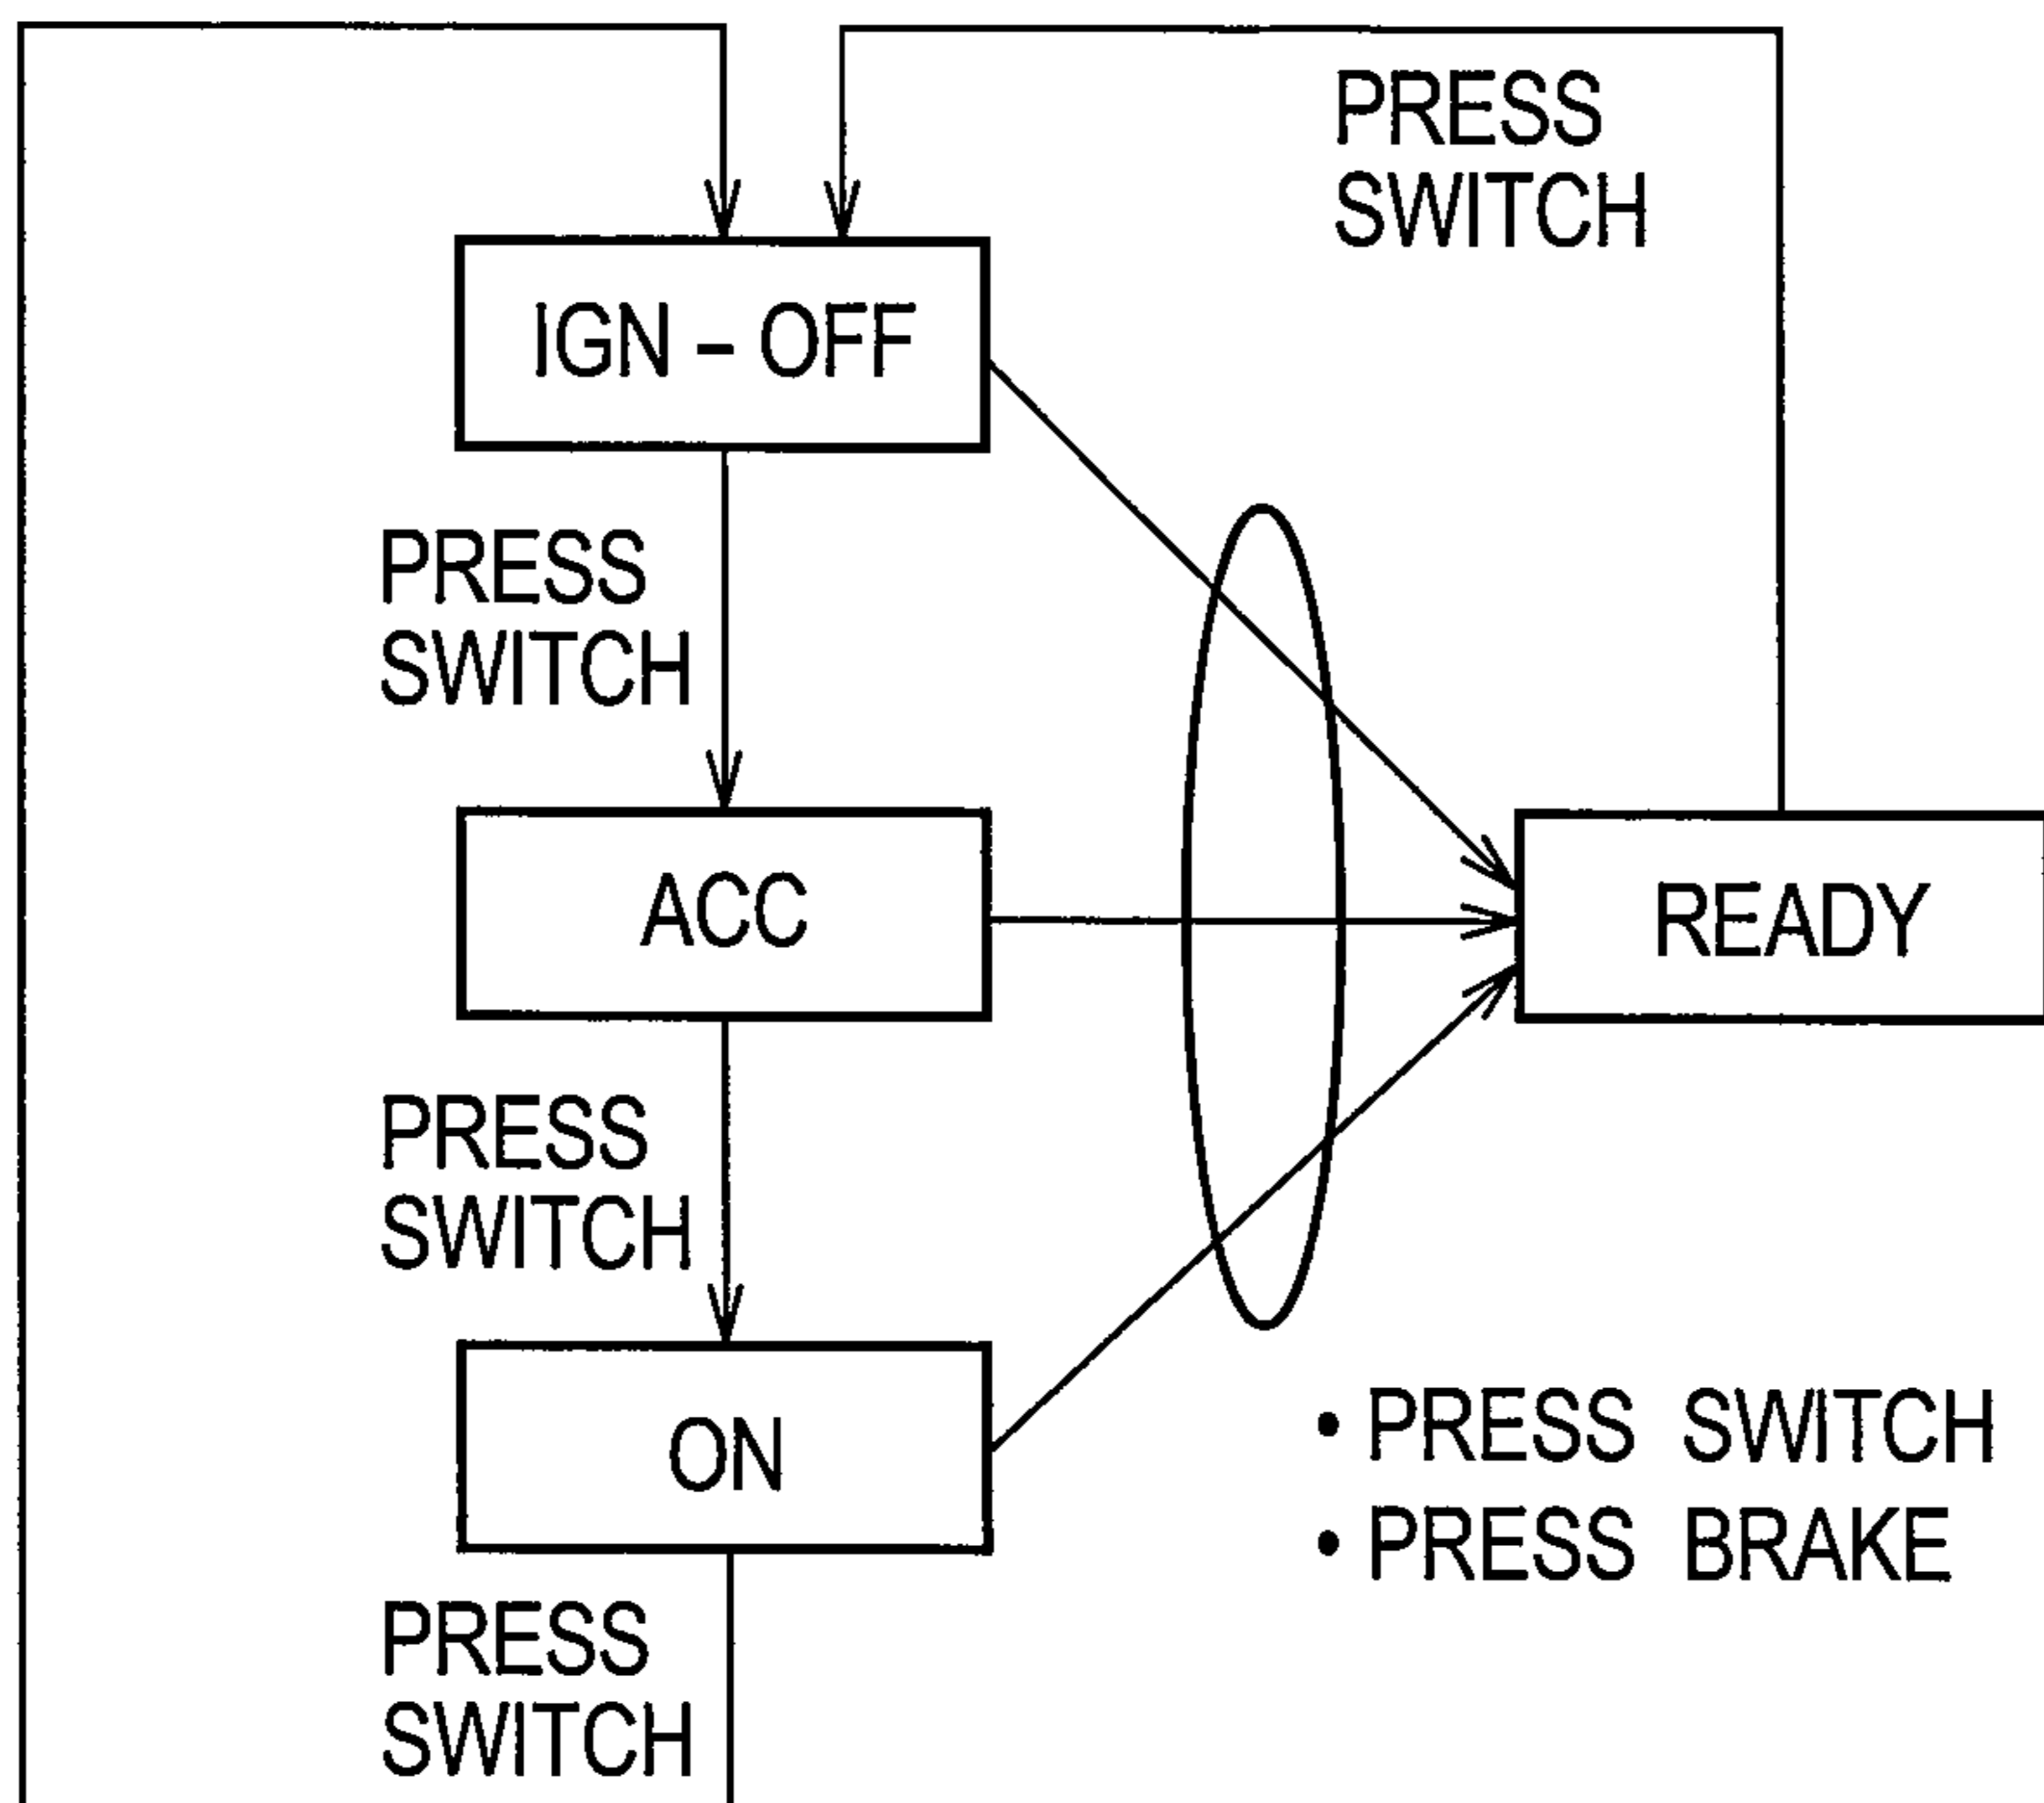 PRESS
SWITCH
IGN – OFF
PRESS
SWITCH
ACC
READY
PRESS
SWITCH
ON
• PRESS SWITCH
• PRESS BRAKE
PRESS
SWITCH